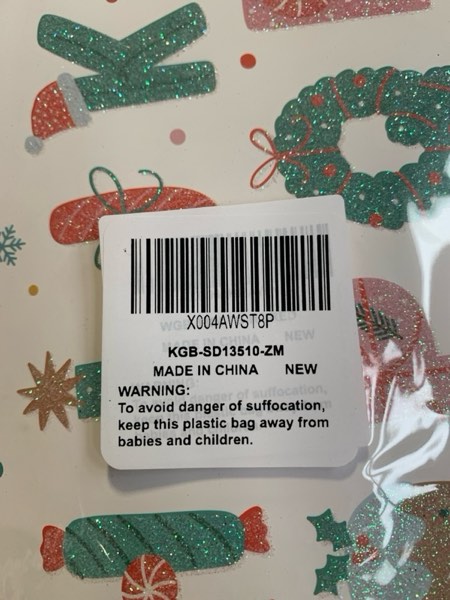 K
X004AWST8P
KGB-SD13510-ZM
MADE IN CHINA NEW
WARNING:
To avoid danger of suffocation,
keep this plastic bag away from
babies and children.